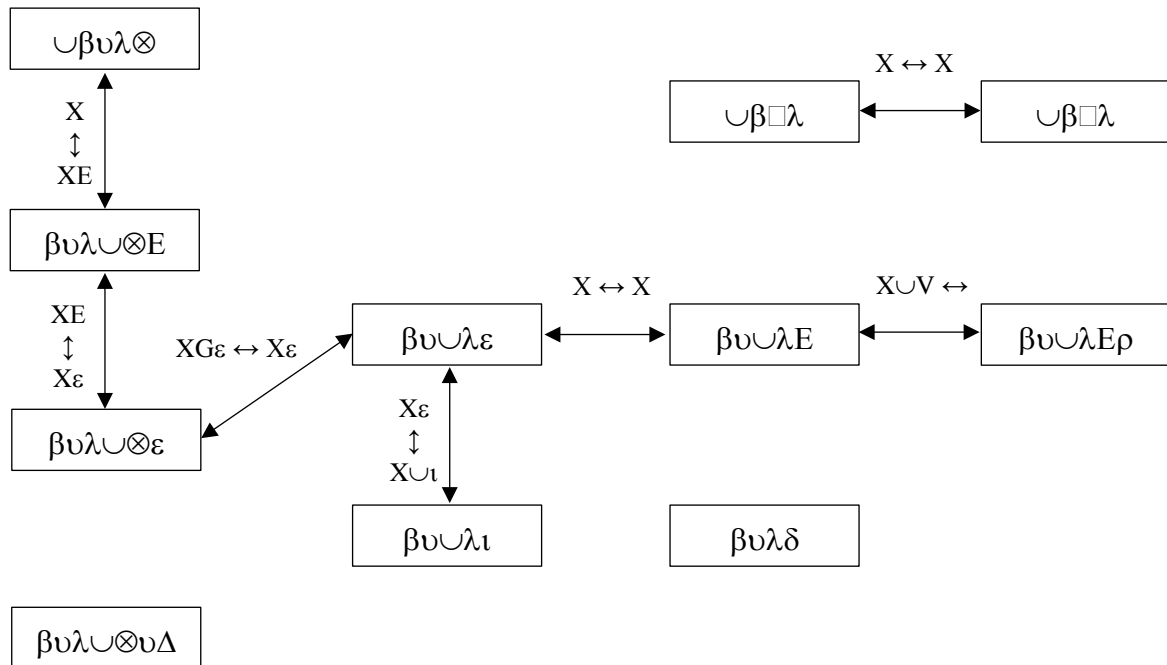 ∪βυλ⊗
X ↔ X
∪β□λ
∪β□λ
X
↕
XE
βυλ∪⊗E
XE
↕
Xε
XGε ↔ Xε
X ↔ X
X∪V ↔
βυ∪λε
βυ∪λE
βυ∪λEρ
βυλ∪⊗ε
Xε
↕
X∪ι
βυ∪λι
βυλδ
βυλ∪⊗υΔ